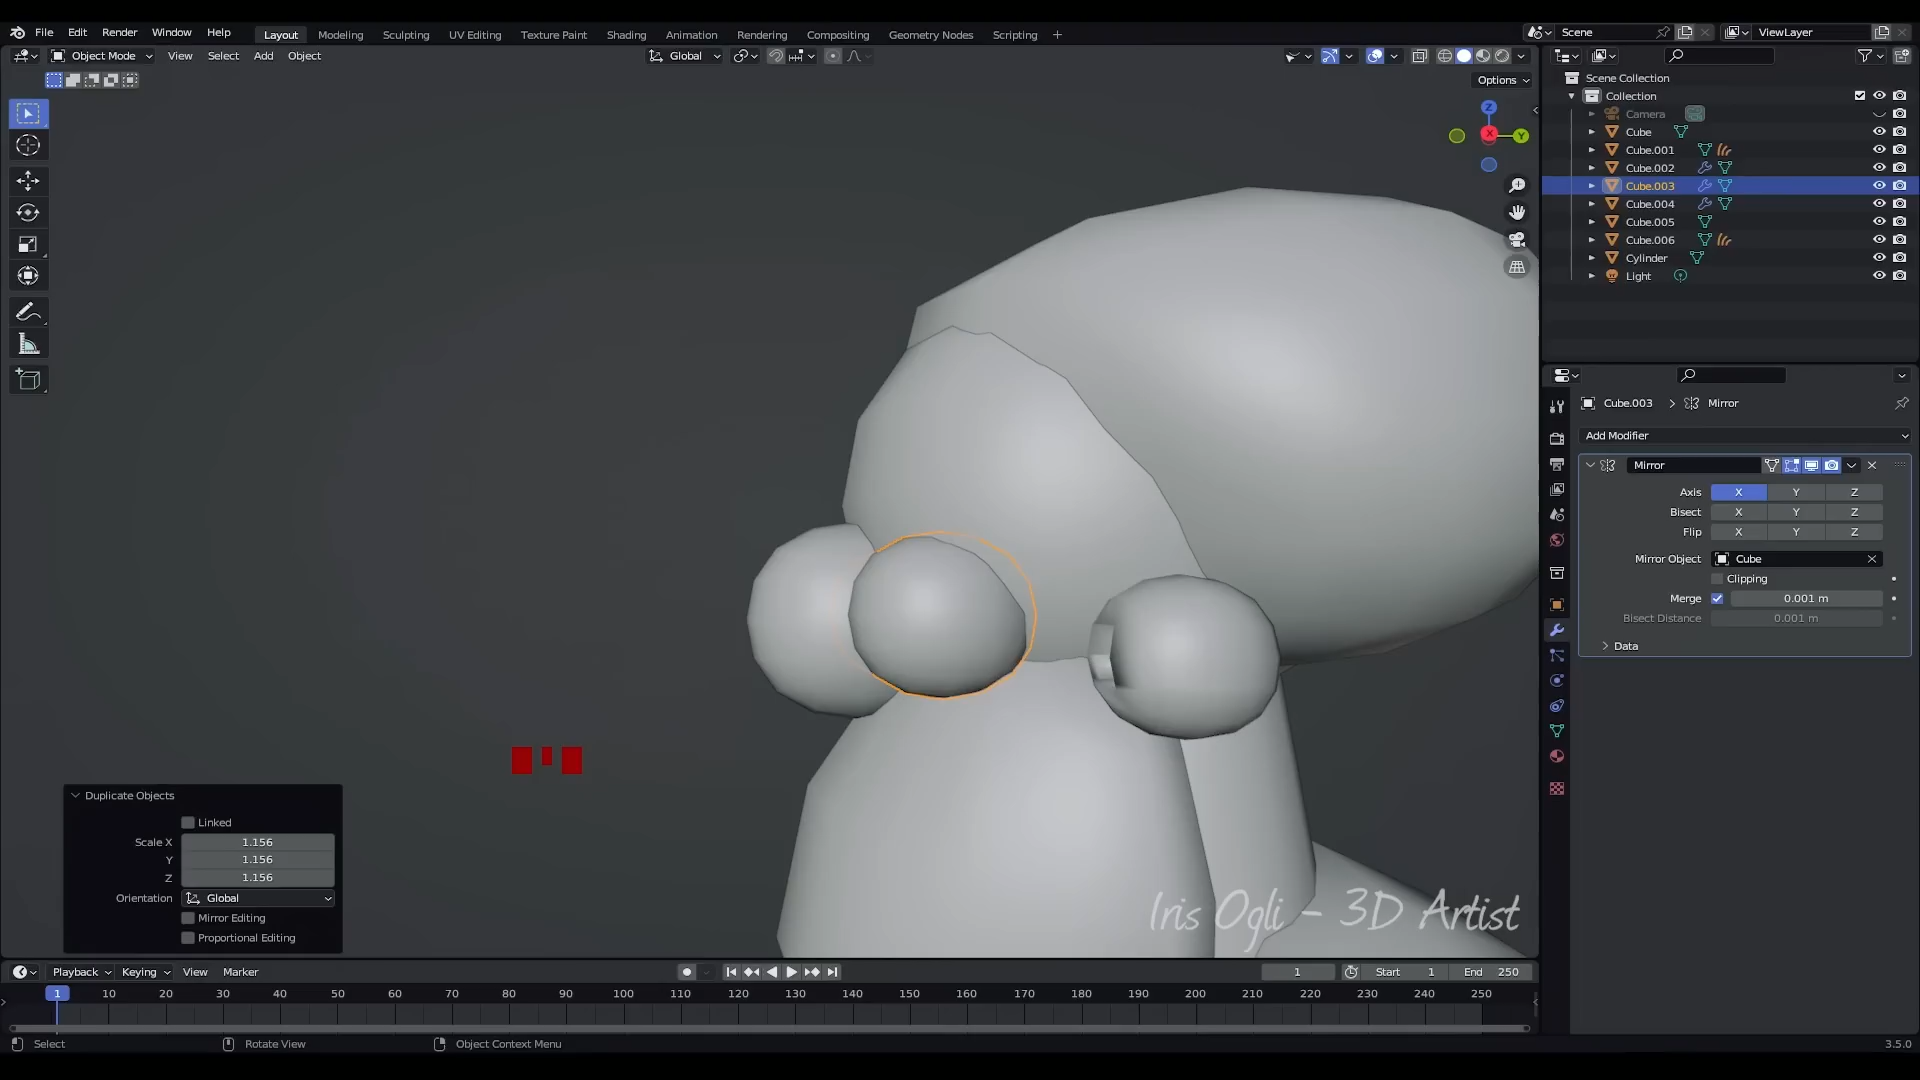 File Edit Render Window Help Layout Modeling Sculpting UV Editing Texture Paint Shading Animation Rendering Compositing Geometry Nodes Scripting + Scene ViewLayer
Object Mode View Select Add Object Global
Options
Z
X Y
Scene Collection
Collection
Camera
Cube
Cube.001
Cube.002
Cube.003
Cube.004
Cube.005
Cube.006
Cylinder
Light
Cube.003 > Mirror
Add Modifier
Mirror
Axis X Y Z
Bisect X Y Z
Flip X Y Z
Mirror Object Cube
Clipping
Merge 0.001 m
Bisect Distance 0.001 m
Data
Duplicate Objects
Linked
Scale X 1.156
Y 1.156
Z 1.156
Orientation Global
Mirror Editing
Proportional Editing
Iris Ogli - 3D Artist
Playback Keying View Marker 1 Start 1 End 250
1 10 20 30 40 50 60 70 80 90 100 110 120 130 140 150 160 170 180 190 200 210 220 230 240 250
Select Rotate View Object Context Menu 3.5.0